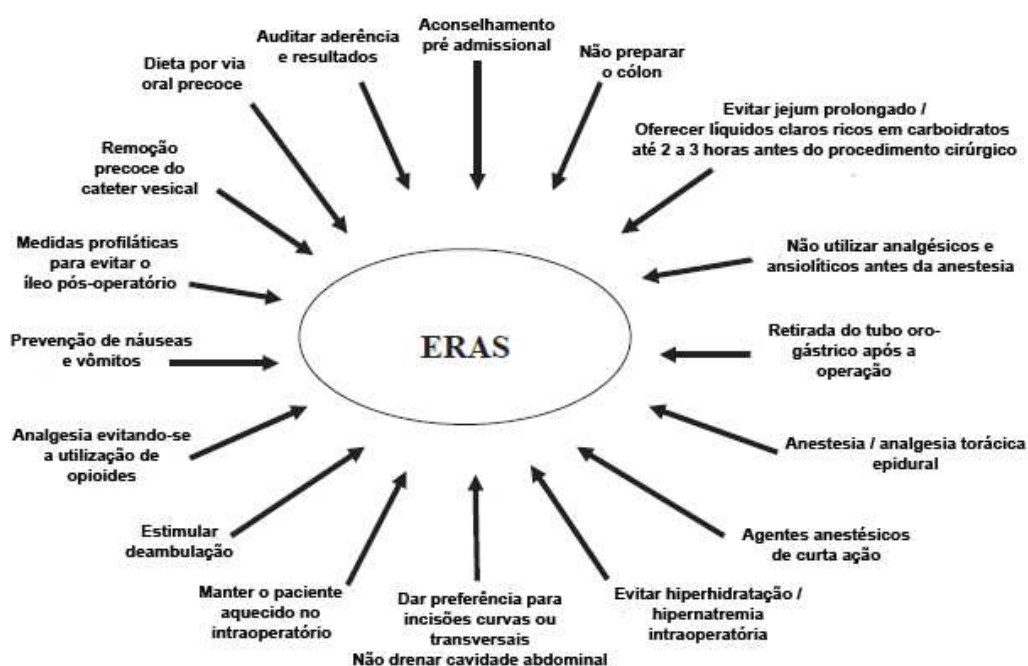 Aconselhamento
pré admissional
Não preparar
o cólon
Evitar jejum prolongado /
Oferecer líquidos claros ricos em carboidratos
até 2 a 3 horas antes do procedimento cirúrgico
Não utilizar analgésicos e
ansiolíticos antes da anestesia
Retirada do tubo oro-
gástrico após a
operação
Anestesia / analgesia torácica
epidural
Agentes anestésicos
de curta ação
Evitar hiperhidratação /
hipernatremia
intraoperatória
Dar preferência para
incisões curvas ou
transversais
Não drenar cavidade abdominal
Manter o paciente
aquecido no
intraoperatório
Estimular
deambulação
Analgesia evitando-se
a utilização de
opioides
Prevenção de náuseas
e vômitos
Medidas profiláticas
para evitar o
íleo pós-operatório
Remoção
precoce do
cateter vesical
Dieta por via
oral precoce
Auditar aderência
e resultados
ERAS